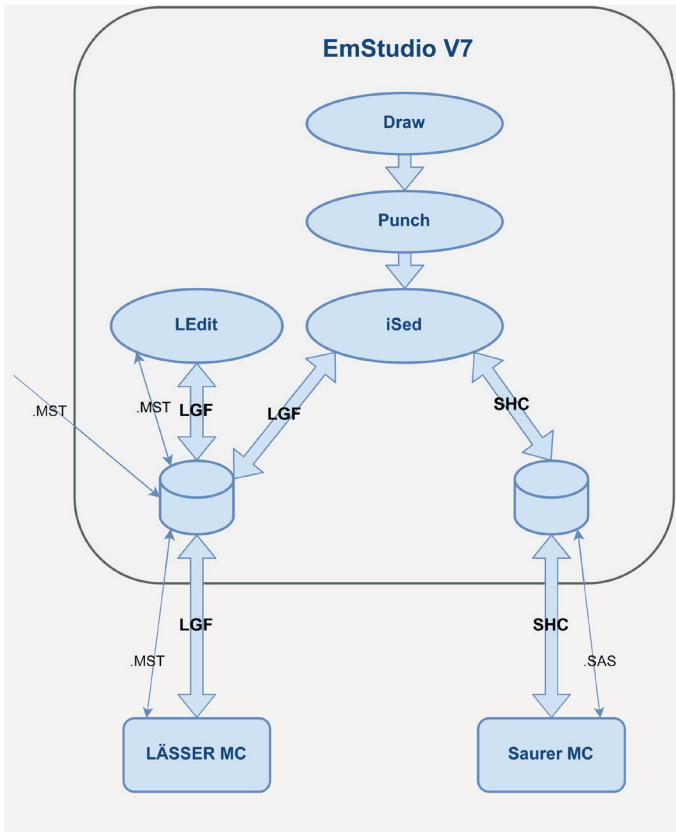 EmStudio V7
Draw
Punch
LEdit
iSed
.MST
.MST
LGF
LGF
SHC
LGF
SHC
.MST
.SAS
LÄSSER MC
Saurer MC